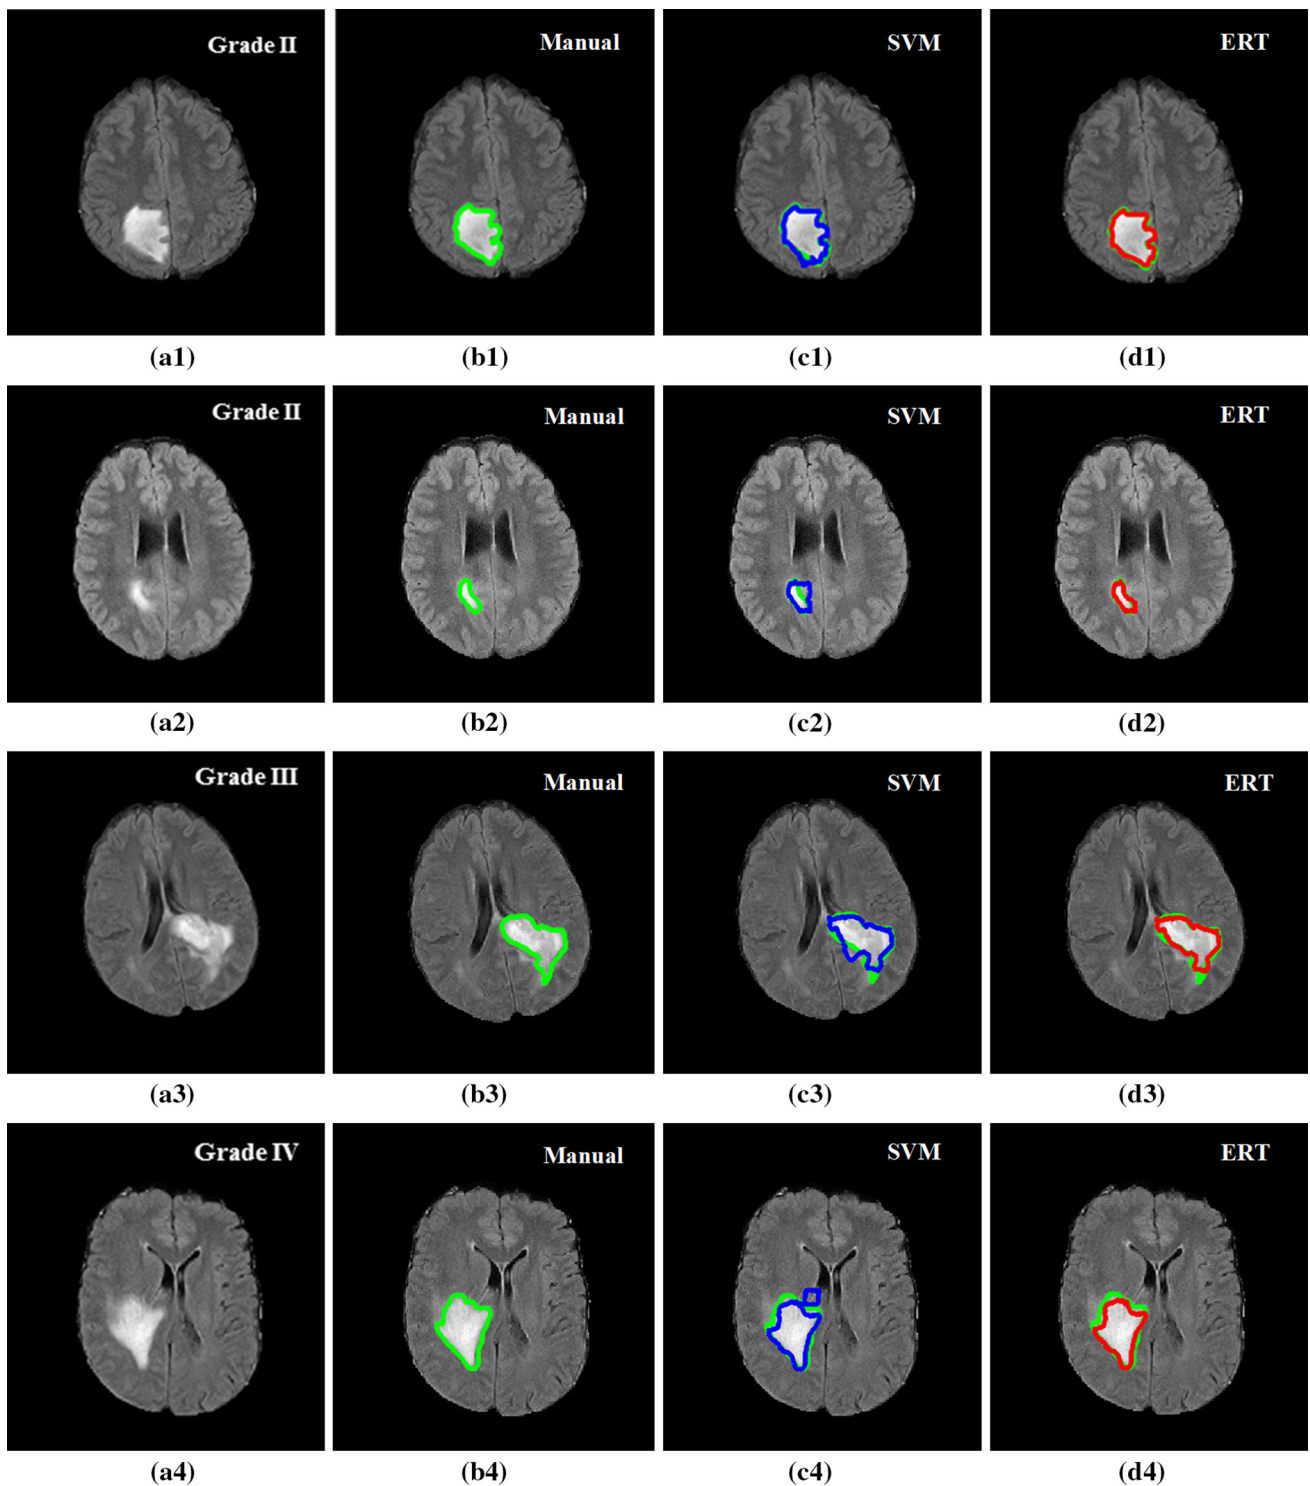 Grade II Manual SVM ERT
(a1) (b1) (c1) (d1)
Grade II Manual SVM ERT
(a2) (b2) (c2) (d2)
Grade III Manual SVM ERT
(a3) (b3) (c3) (d3)
Grade IV Manual SVM ERT
(a4) (b4) (c4) (d4)